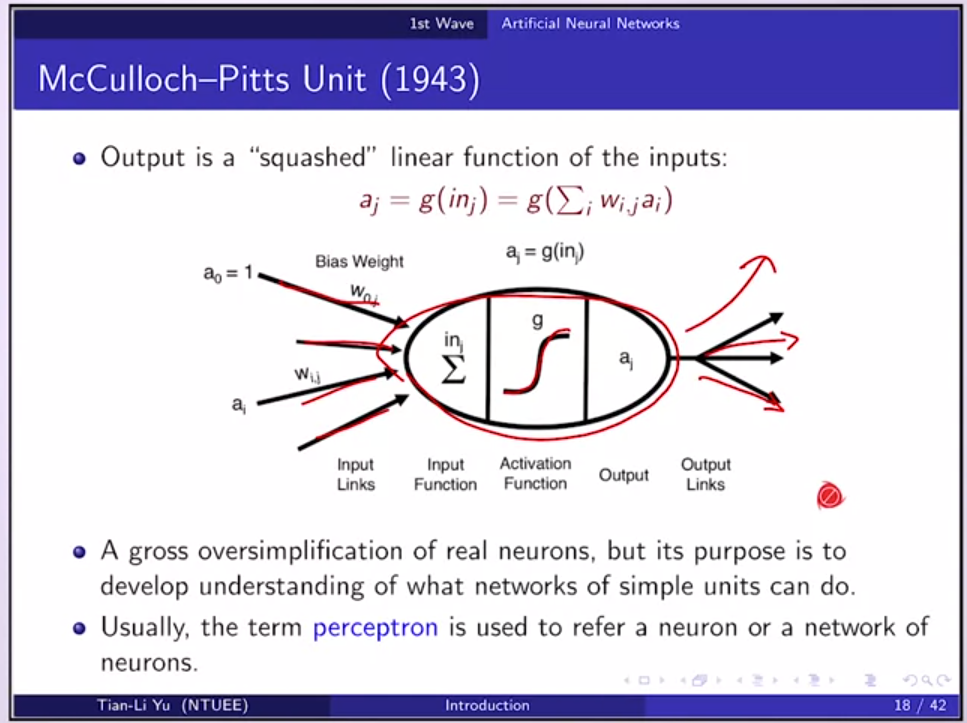 1st Wave Artificial Neural Networks
McCulloch–Pitts Unit (1943)
Output is a “squashed” linear function of the inputs:
a_j = g(in_j) = g(∑_i w_{i,j} a_i)
a_j = g(in_j)
Bias Weight
a_0 = 1
w_{0,j}
g
in_j
∑
a_j
w_{i,j}
a_i
Input Links
Input Function
Activation Function
Output
Output Links
A gross oversimplification of real neurons, but its purpose is to
develop understanding of what networks of simple units can do.
Usually, the term perceptron is used to refer a neuron or a network of
neurons.
Tian-Li Yu (NTUEE) Introduction 18 / 42